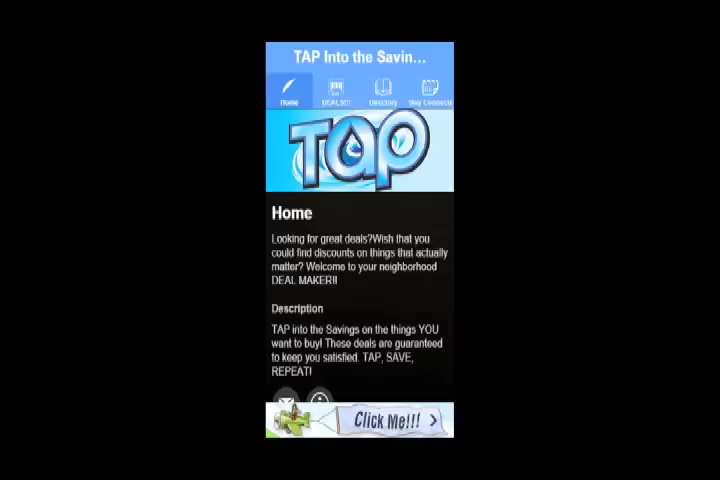 TAP Into the Savin...
Home DEALS!!! Directory Stay Connecte
Tap
Home
Looking for great deals?Wish that you
could find discounts on things that actually
matter? Welcome to your neighborhood
DEAL MAKER!!
Description
TAP into the Savings on the things YOU
want to buy! These deals are guaranteed
to keep you satisfied. TAP, SAVE,
REPEAT!
Click Me!!!